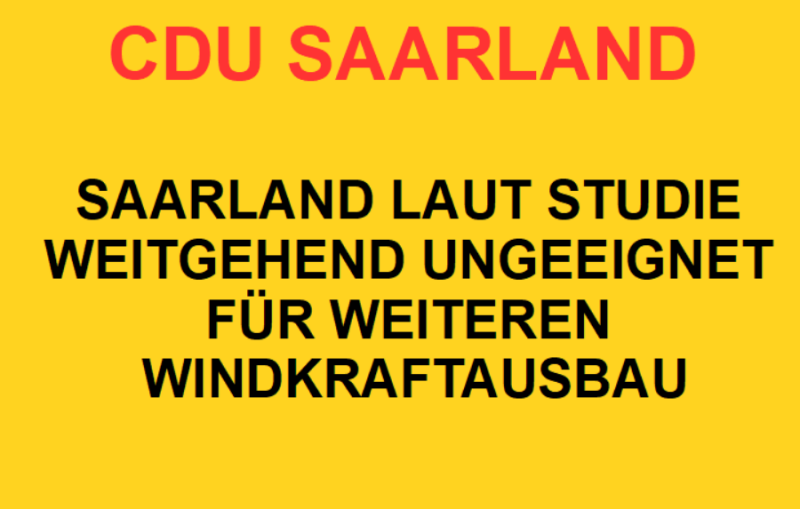 CDU SAARLAND
SAARLAND LAUT STUDIE
WEITGEHEND UNGEEIGNET
FÜR WEITEREN
WINDKRAFTAUSBAU